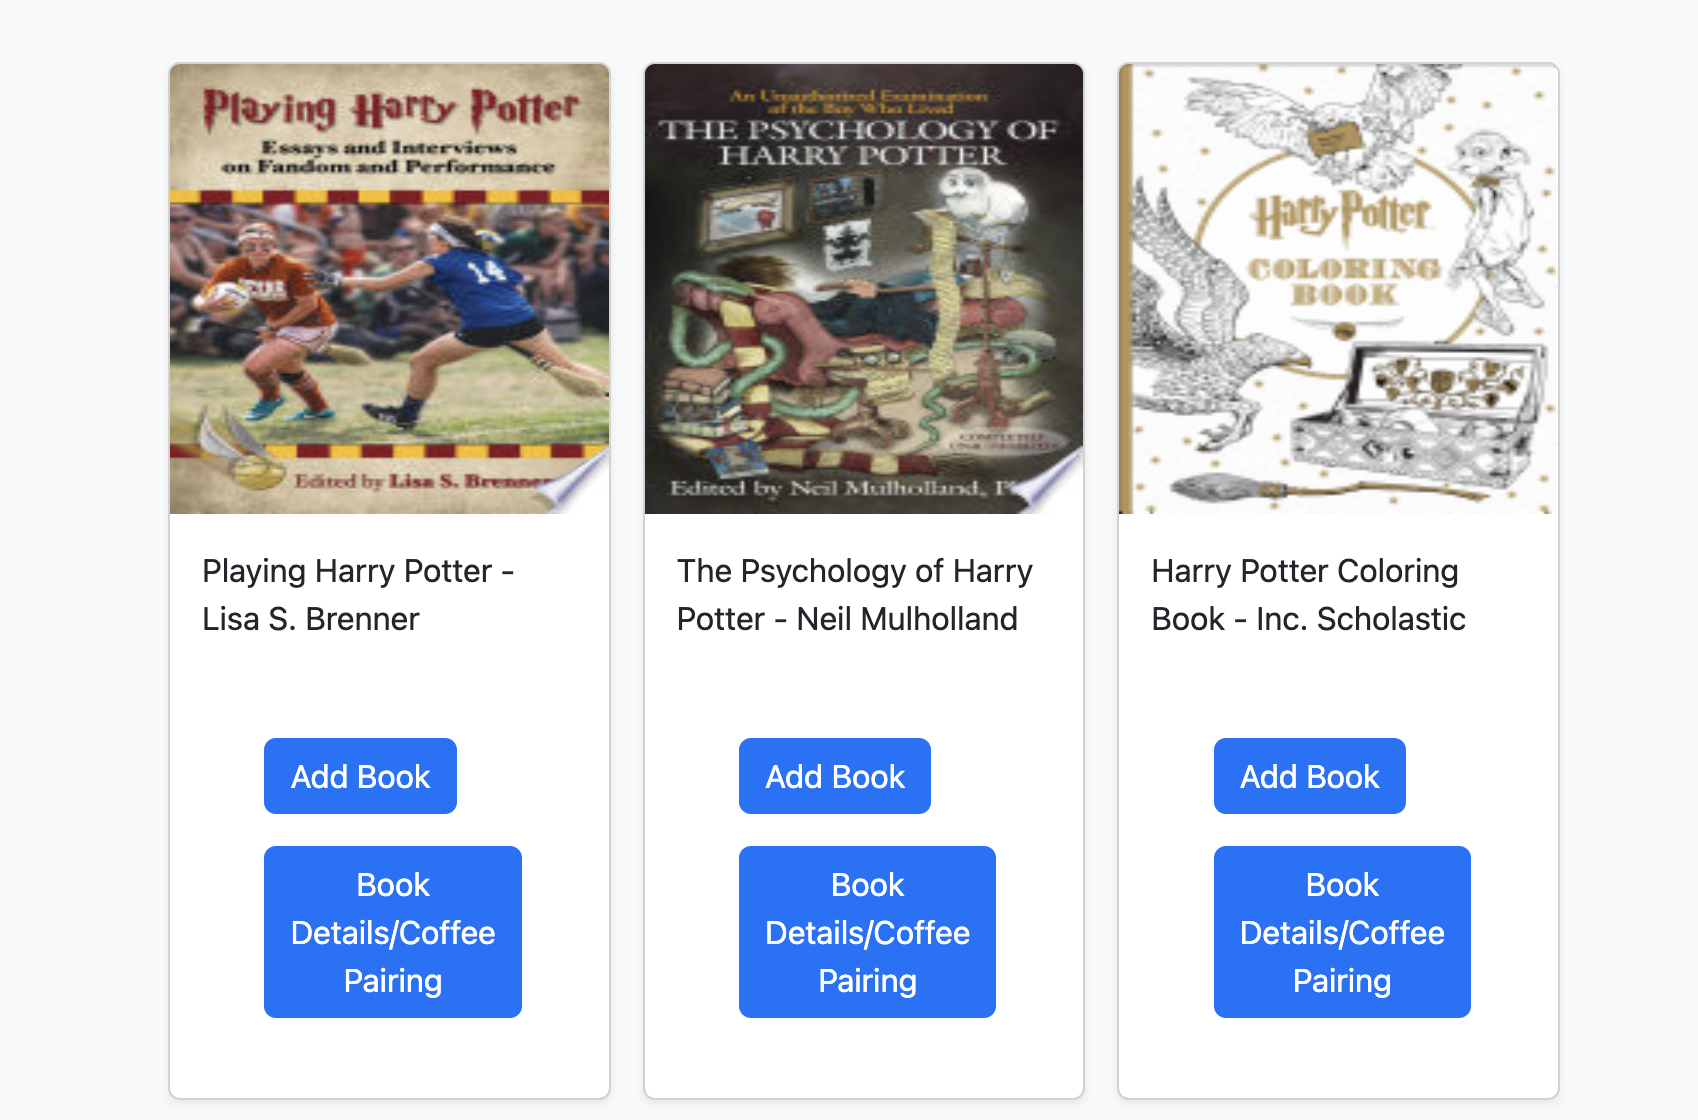 Playing Harry Potter
Essays and Interviews
on Fandom and Performance
14
Edited by Lisa S. Brenner
An Unauthorized Examination
of the Boy Who Lived
THE PSYCHOLOGY OF
HARRY POTTER
COMPLETELY
UNAUTHORIZED
Edited by Neil Mulholland, P
Harry Potter
COLORING
BOOK
Playing Harry Potter -
Lisa S. Brenner
The Psychology of Harry
Potter - Neil Mulholland
Harry Potter Coloring
Book - Inc. Scholastic
Add Book
Add Book
Add Book
Book
Details/Coffee
Pairing
Book
Details/Coffee
Pairing
Book
Details/Coffee
Pairing